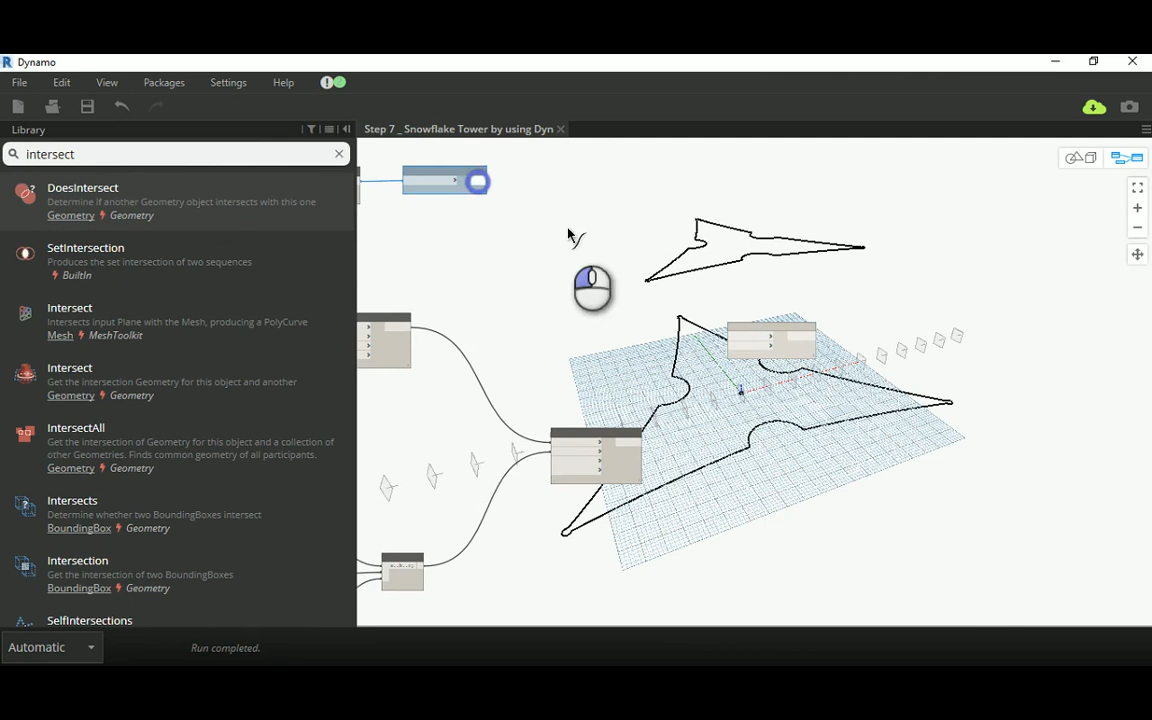 R Dynamo
File Edit View Packages Settings Help
Library
Step 7 _ Snowflake Tower by using Dyn
intersect
DoesIntersect
Determine if another Geometry object intersects with this one
Geometry Geometry
SetIntersection
Produces the set intersection of two sequences
BuiltIn
Intersect
Intersects input Plane with the Mesh, producing a PolyCurve
Mesh MeshToolkit
Intersect
Get the intersection Geometry for this object and another
Geometry Geometry
IntersectAll
Get the intersection of Geometry for this object and a collection of
other Geometries. Finds common geometry of all participants.
Geometry Geometry
Intersects
Determine whether two BoundingBoxes intersect
BoundingBox Geometry
Intersection
Get the intersection of two BoundingBoxes
BoundingBox Geometry
SelfIntersections
Automatic
Run completed.